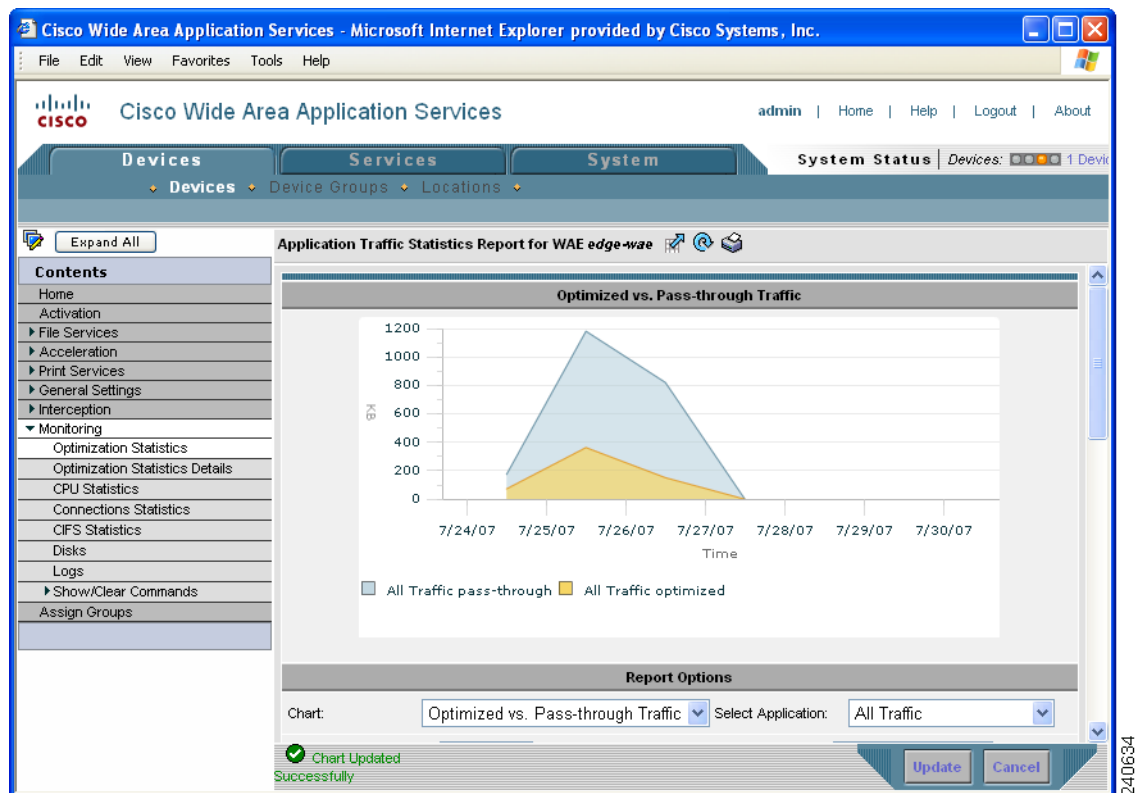 Cisco Wide Area Application Services - Microsoft Internet Explorer provided by Cisco Systems, Inc.
File Edit View Favorites Tools Help
CISCO
Cisco Wide Area Application Services
admin | Home | Help | Logout | About
Devices Services System
System Status | Devices: 1 Devic
Devices Device Groups Locations
Expand All
Application Traffic Statistics Report for WAE edge-wae
Contents
Home
Activation
File Services
Acceleration
Print Services
General Settings
Interception
Monitoring
Optimization Statistics
Optimization Statistics Details
CPU Statistics
Connections Statistics
CIFS Statistics
Disks
Logs
Show/Clear Commands
Assign Groups
Optimized vs. Pass-through Traffic
1200
1000
800
600
400
200
0
KB
7/24/07 7/25/07 7/26/07 7/27/07 7/28/07 7/29/07 7/30/07
Time
All Traffic pass-through All Traffic optimized
Report Options
Chart: Optimized vs. Pass-through Traffic Select Application: All Traffic
Chart Updated
Successfully
Update Cancel
240634